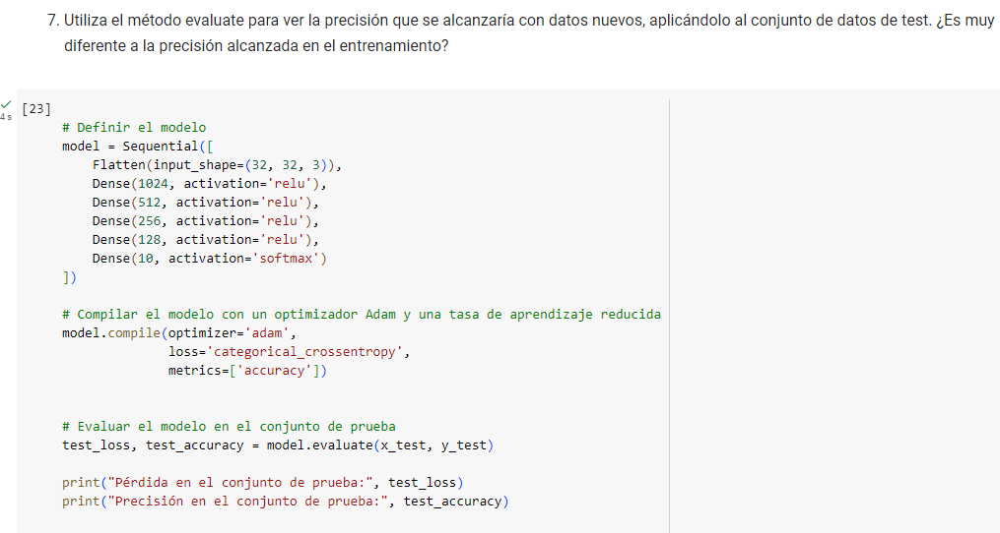 7. Utiliza el método evaluate para ver la precisión que se alcanzaría con datos nuevos, aplicándolo al conjunto de datos de test. ¿Es muy
diferente a la precisión alcanzada en el entrenamiento?
[23]
4 s
# Definir el modelo
model = Sequential([
    Flatten(input_shape=(32, 32, 3)),
    Dense(1024, activation='relu'),
    Dense(512, activation='relu'),
    Dense(256, activation='relu'),
    Dense(128, activation='relu'),
    Dense(10, activation='softmax')
])
# Compilar el modelo con un optimizador Adam y una tasa de aprendizaje reducida
model.compile(optimizer='adam',
              loss='categorical_crossentropy',
              metrics=['accuracy'])
# Evaluar el modelo en el conjunto de prueba
test_loss, test_accuracy = model.evaluate(x_test, y_test)
print("Pérdida en el conjunto de prueba:", test_loss)
print("Precisión en el conjunto de prueba:", test_accuracy)